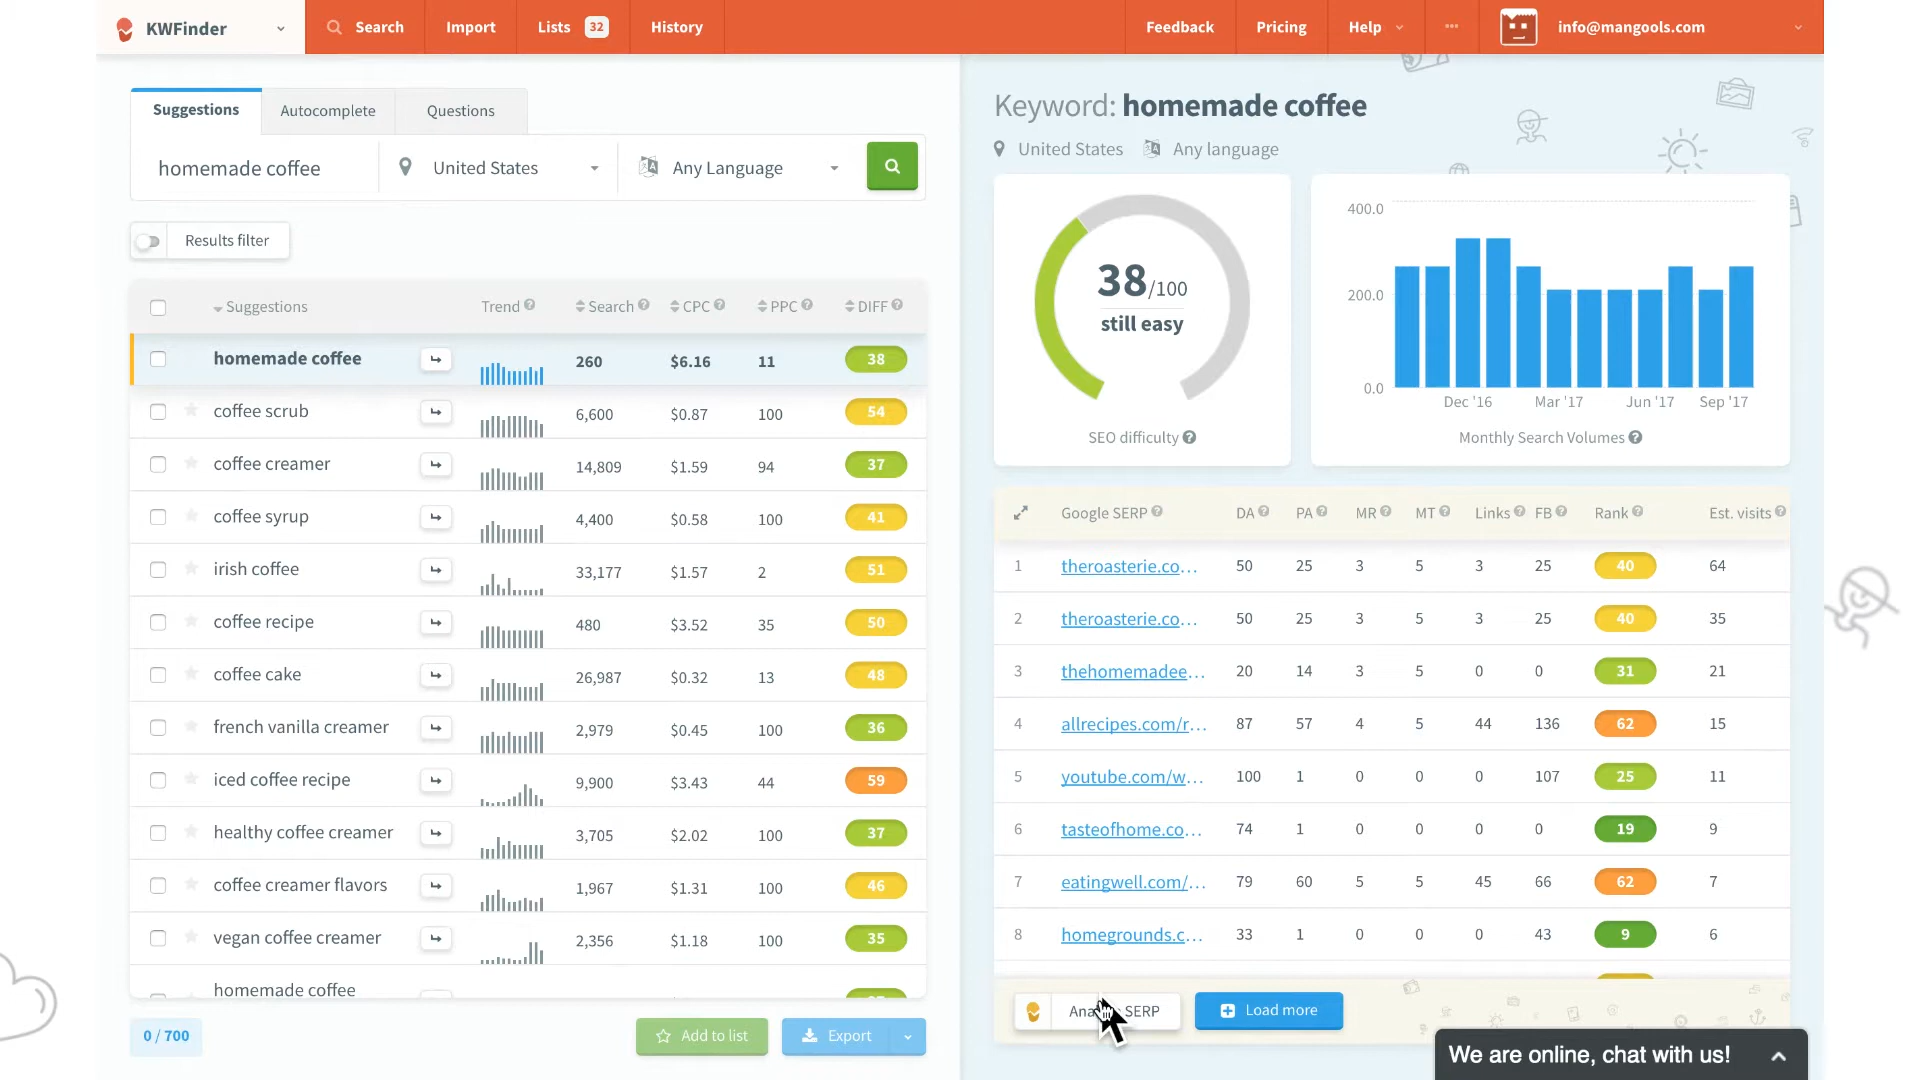 KWFinder
Search
Import
Lists 32
History
Feedback
Pricing
Help
info@mangools.com
Suggestions
Autocomplete
Questions
homemade coffee
United States
Any Language
Results filter
Suggestions Trend Search CPC PPC DIFF
homemade coffee 260 $6.16 11 38
coffee scrub 6,600 $0.87 100 54
coffee creamer 14,809 $1.59 94 37
coffee syrup 4,400 $0.58 100 41
irish coffee 33,177 $1.57 2 51
coffee recipe 480 $3.52 35 50
coffee cake 26,987 $0.32 13 48
french vanilla creamer 2,979 $0.45 100 36
iced coffee recipe 9,900 $3.43 44 59
healthy coffee creamer 3,705 $2.02 100 37
coffee creamer flavors 1,967 $1.31 100 46
vegan coffee creamer 2,356 $1.18 100 35
homemade coffee
0 / 700
Add to list
Export
Keyword: homemade coffee
United States
Any language
38/100
still easy
SEO difficulty
400.0
200.0
0.0
Dec '16 Mar '17 Jun '17 Sep '17
Monthly Search Volumes
Google SERP DA PA MR MT Links FB Rank Est. visits
1 theroasterie.co... 50 25 3 5 3 25 40 64
2 theroasterie.co... 50 25 3 5 3 25 40 35
3 thehomemadee... 20 14 3 5 0 0 31 21
4 allrecipes.com/r... 87 57 4 5 44 136 62 15
5 youtube.com/w... 100 1 0 0 0 107 25 11
6 tasteofhome.co... 74 1 0 0 0 0 19 9
7 eatingwell.com/... 79 60 5 5 45 66 62 7
8 homegrounds.c... 33 1 0 0 0 43 9 6
SERP
Load more
We are online, chat with us!